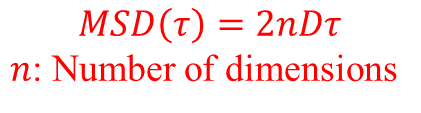 MSD(τ) = 2nDτ
n: Number of dimensions